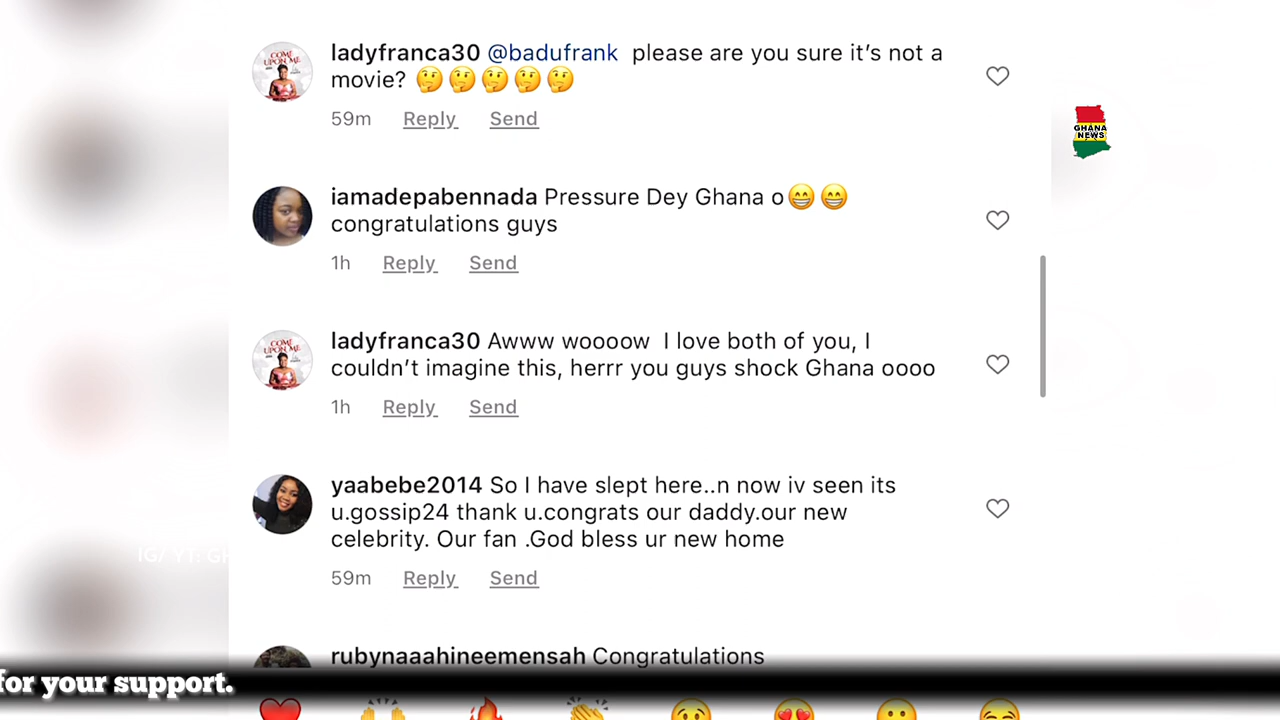 ladyfranca30 @badufrank please are you sure it’s not a
movie? 🤔🤔🤔🤔🤔
59m Reply Send
GHANA
NEWS
iamadepabennada Pressure Dey Ghana o😁😁
congratulations guys
1h Reply Send
ladyfranca30 Awww woooow I love both of you, I
couldn’t imagine this, herrr you guys shock Ghana oooo
1h Reply Send
yaabebe2014 So I have slept here..n now iv seen its
u.gossip24 thank u.congrats our daddy.our new
celebrity. Our fan .God bless ur new home
59m Reply Send
IG/ YT: GH
rubynaaahineemensah Congratulations
for your support.